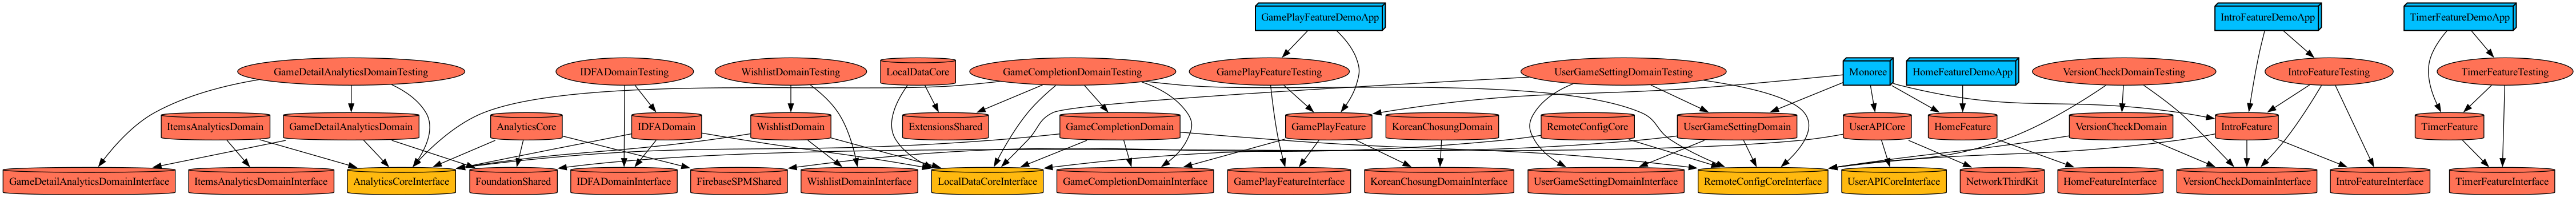 GamePlayFeatureDemoApp
IntroFeatureDemoApp
TimerFeatureDemoApp
GameDetailAnalyticsDomainTesting
IDFADomainTesting
WishlistDomainTesting
LocalDataCore
GameCompletionDomainTesting
GamePlayFeatureTesting
UserGameSettingDomainTesting
Monoree
HomeFeatureDemoApp
VersionCheckDomainTesting
IntroFeatureTesting
TimerFeatureTesting
ItemsAnalyticsDomain
GameDetailAnalyticsDomain
AnalyticsCore
IDFADomain
WishlistDomain
ExtensionsShared
GameCompletionDomain
GamePlayFeature
KoreanChosungDomain
RemoteConfigCore
UserGameSettingDomain
UserAPICore
HomeFeature
VersionCheckDomain
IntroFeature
TimerFeature
GameDetailAnalyticsDomainInterface
ItemsAnalyticsDomainInterface
AnalyticsCoreInterface
FoundationShared
IDFADomainInterface
FirebaseSPMShared
WishlistDomainInterface
LocalDataCoreInterface
GameCompletionDomainInterface
GamePlayFeatureInterface
KoreanChosungDomainInterface
UserGameSettingDomainInterface
RemoteConfigCoreInterface
UserAPICoreInterface
NetworkThirdKit
HomeFeatureInterface
VersionCheckDomainInterface
IntroFeatureInterface
TimerFeatureInterface